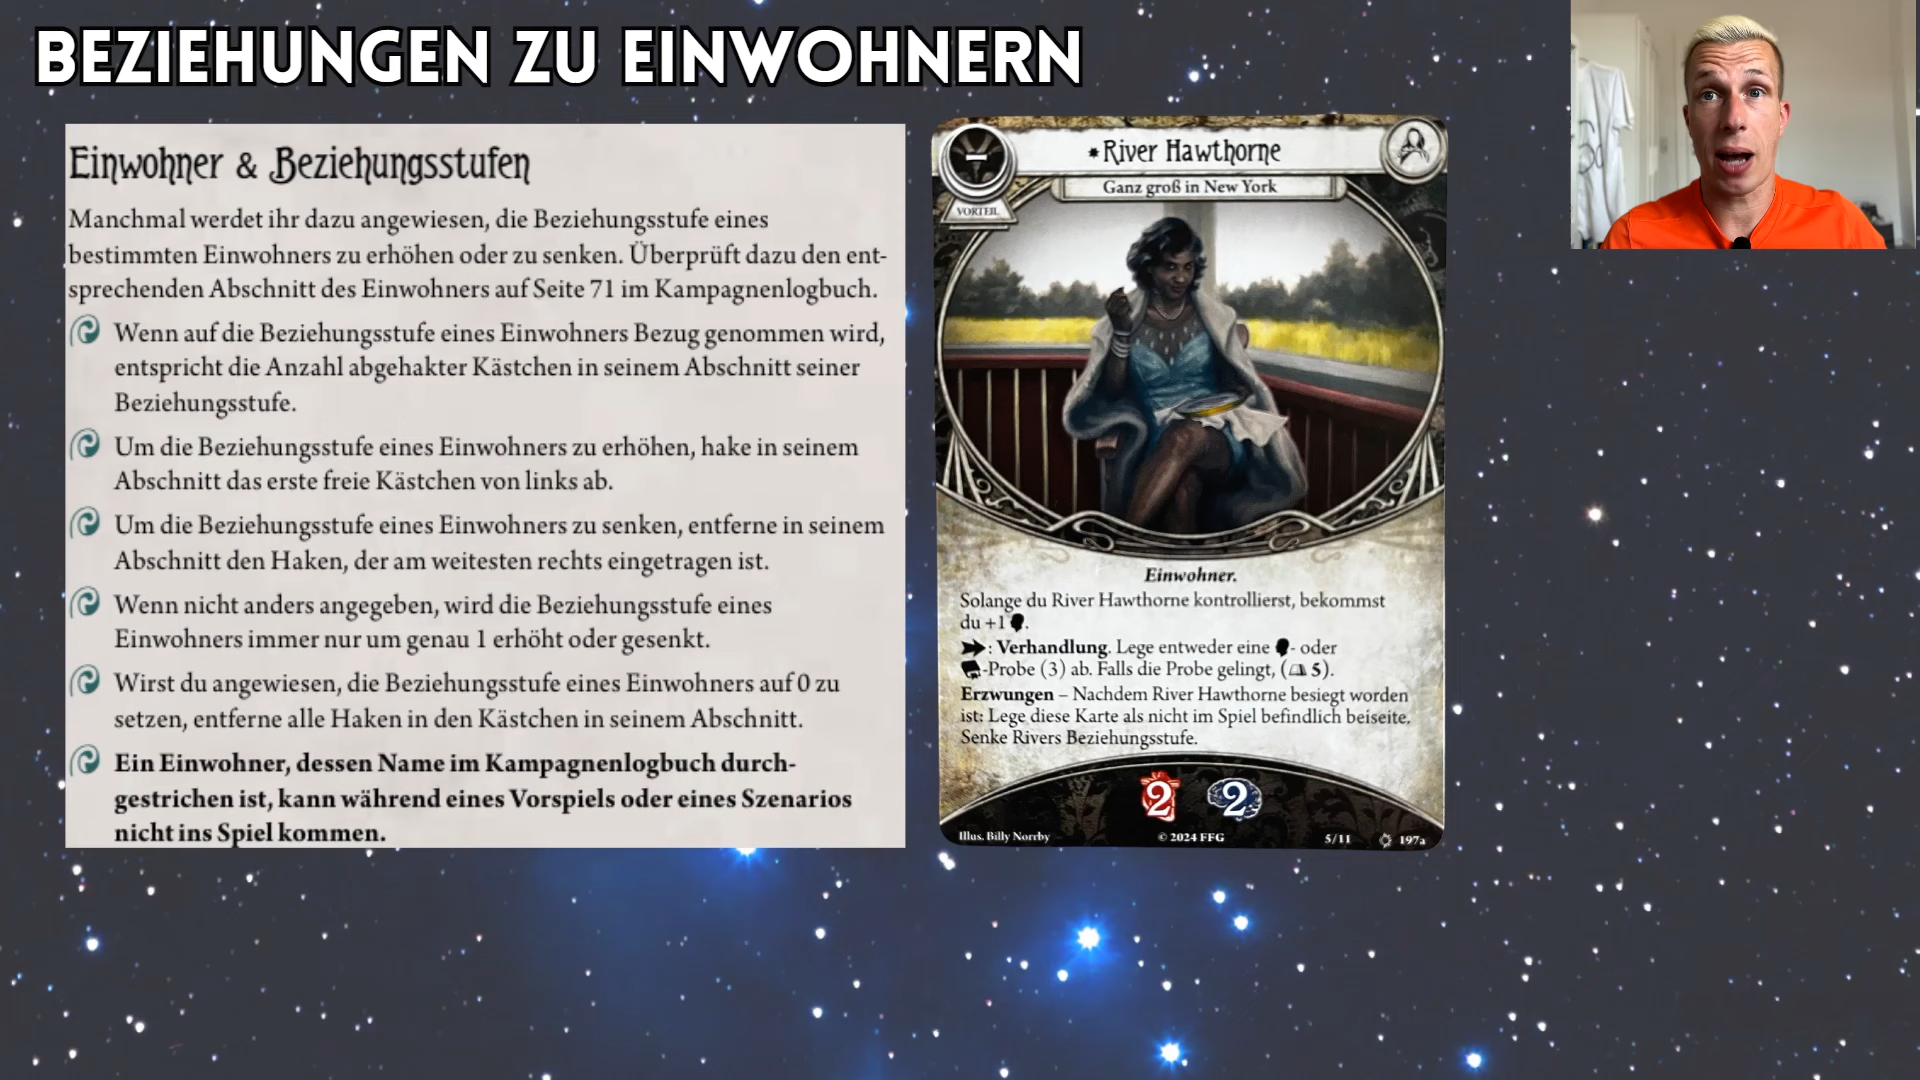 BEZIEHUNGEN ZU EINWOHNERN
Einwohner & Beziehungsstufen
Manchmal werdet ihr dazu angewiesen, die Beziehungsstufe eines
bestimmten Einwohners zu erhöhen oder zu senken. Überprüft dazu den ent-
sprechenden Abschnitt des Einwohners auf Seite 71 im Kampagnenlogbuch.
Wenn auf die Beziehungsstufe eines Einwohners Bezug genommen wird,
entspricht die Anzahl abgehakter Kästchen in seinem Abschnitt seiner
Beziehungsstufe.
Um die Beziehungsstufe eines Einwohners zu erhöhen, hake in seinem
Abschnitt das erste freie Kästchen von links ab.
Um die Beziehungsstufe eines Einwohners zu senken, entferne in seinem
Abschnitt den Haken, der am weitesten rechts eingetragen ist.
Wenn nicht anders angegeben, wird die Beziehungsstufe eines
Einwohners immer nur um genau 1 erhöht oder gesenkt.
Wirst du angewiesen, die Beziehungsstufe eines Einwohners auf 0 zu
setzen, entferne alle Haken in den Kästchen in seinem Abschnitt.
Ein Einwohner, dessen Name im Kampagnenlogbuch durch-
gestrichen ist, kann während eines Vorspiels oder eines Szenarios
nicht ins Spiel kommen.
River Hawthorne
Ganz groß in New York
VORTEIL
Einwohner.
Solange du River Hawthorne kontrollierst, bekommst
du +1 .
: Verhandlung. Lege entweder eine - oder
-Probe (3) ab. Falls die Probe gelingt, ( 5).
Erzwungen – Nachdem River Hawthorne besiegt worden
ist: Lege diese Karte als nicht im Spiel befindlich beiseite.
Senke Rivers Beziehungsstufe.
2 2
Illus. Billy Norrby © 2024 FFG 5/11 197a